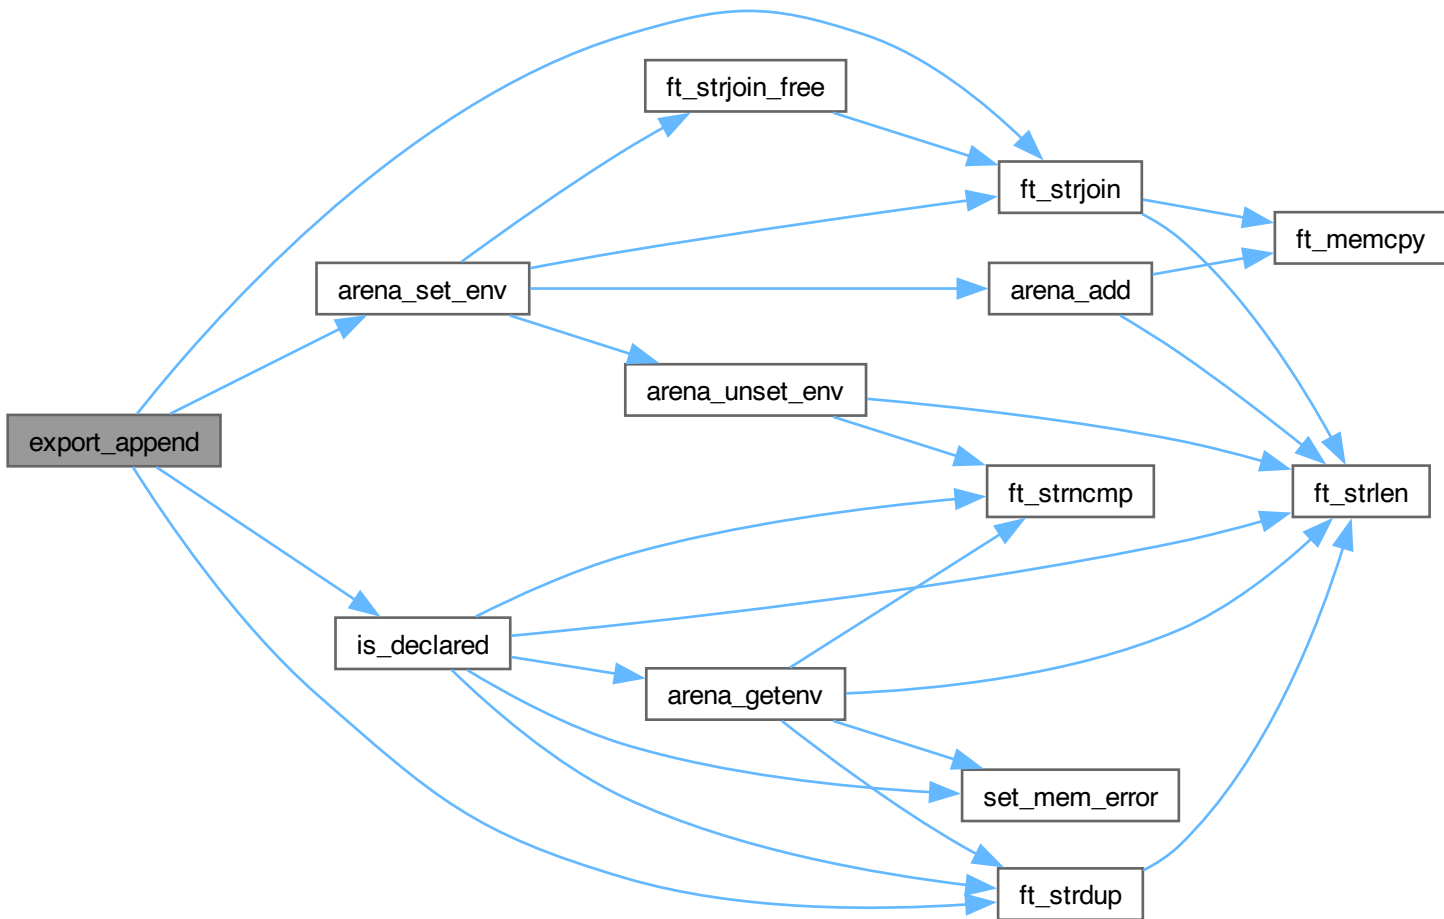 ft_strjoin_free
ft_strjoin
ft_memcpy
arena_set_env
arena_add
arena_unset_env
export_append
ft_strncmp
ft_strlen
is_declared
arena_getenv
set_mem_error
ft_strdup